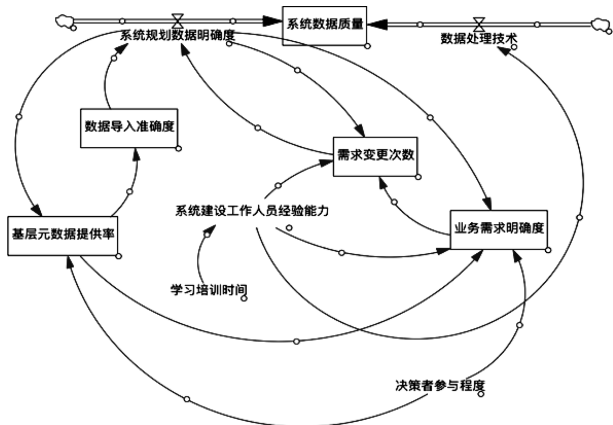 系统数据质量
系统规划数据明确度
数据处理技术
数据导入准确度
需求变更次数
系统建设工作人员经验能力
基层元数据提供率
业务需求明确度
学习培训时间
决策者参与程度